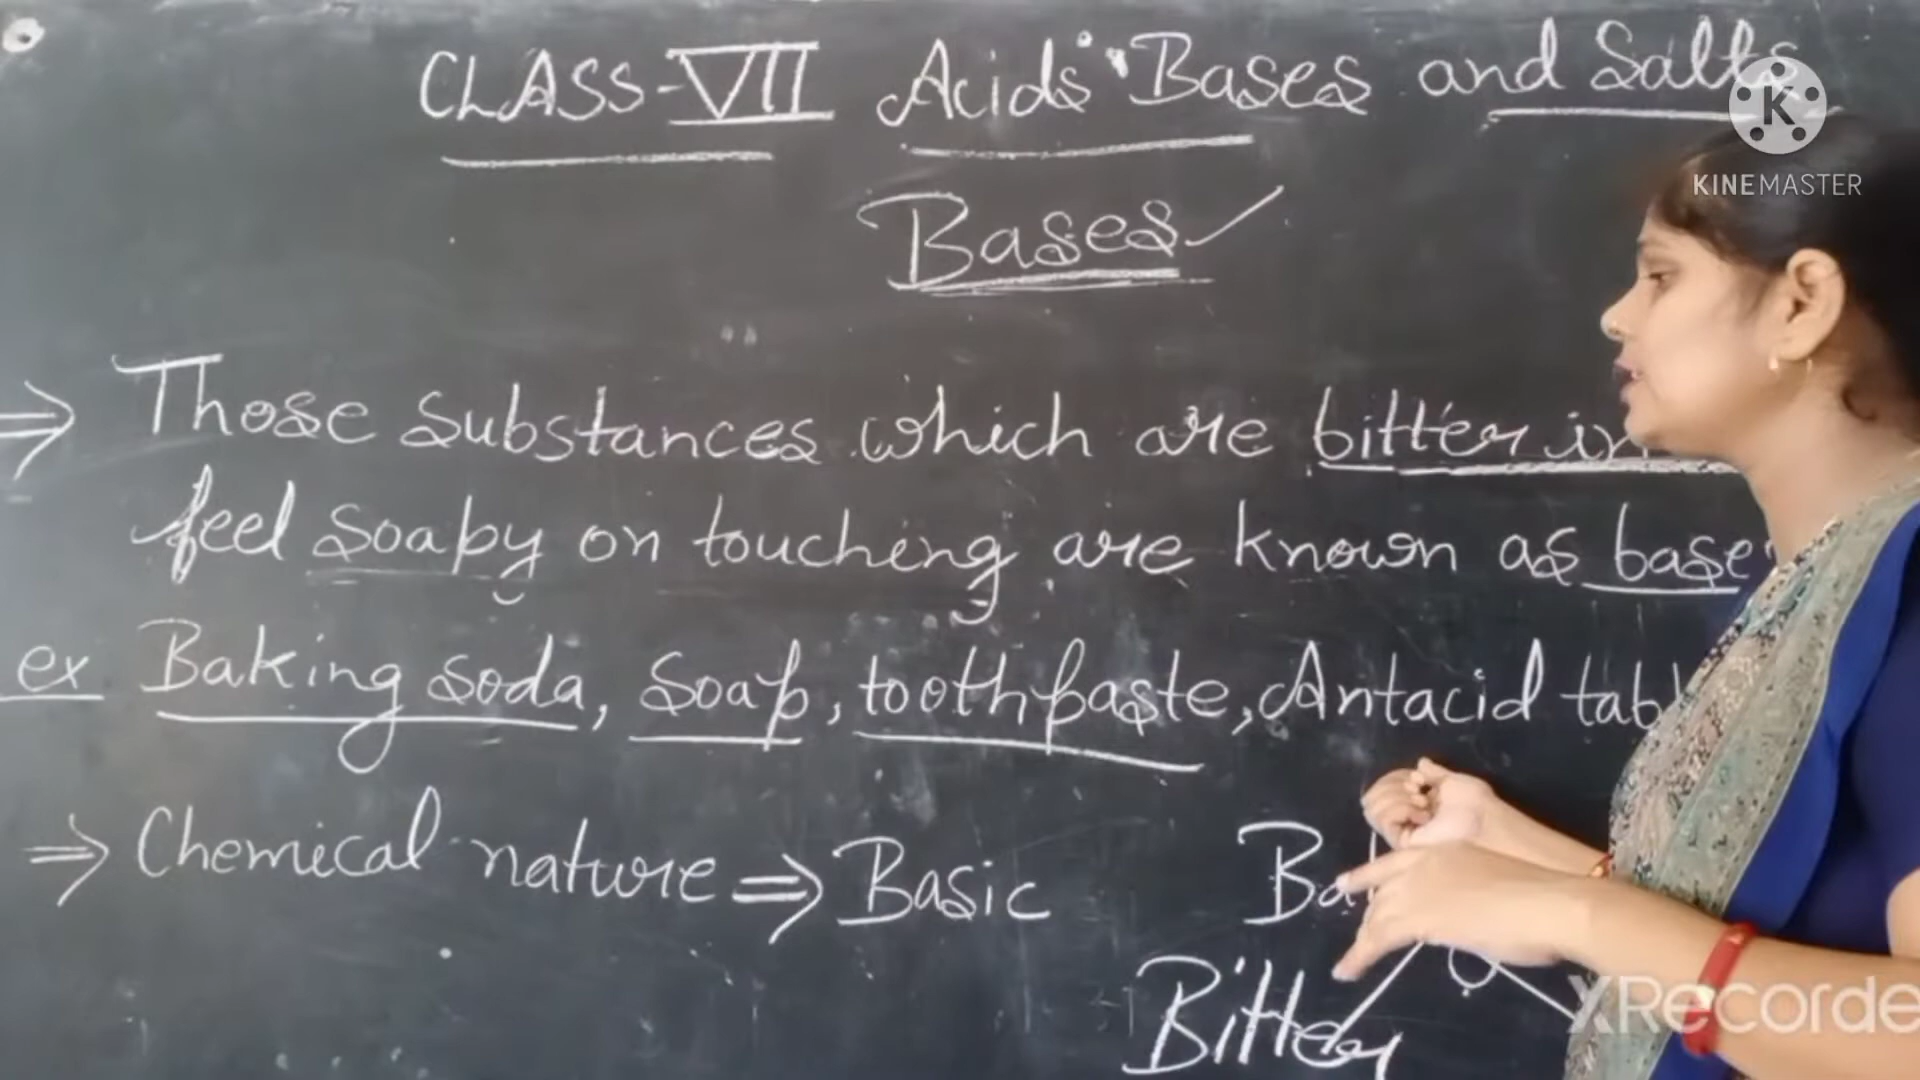 CLASS-VII Acids Bases and Salts
Bases
⇒ Those substances which are bitter in
feel soapy on touching are known as base
ex Baking soda, Soap, toothpaste, Antacid tab
⇒ Chemical nature ⇒ Basic
Bitter
KINEMASTER
XRecorde